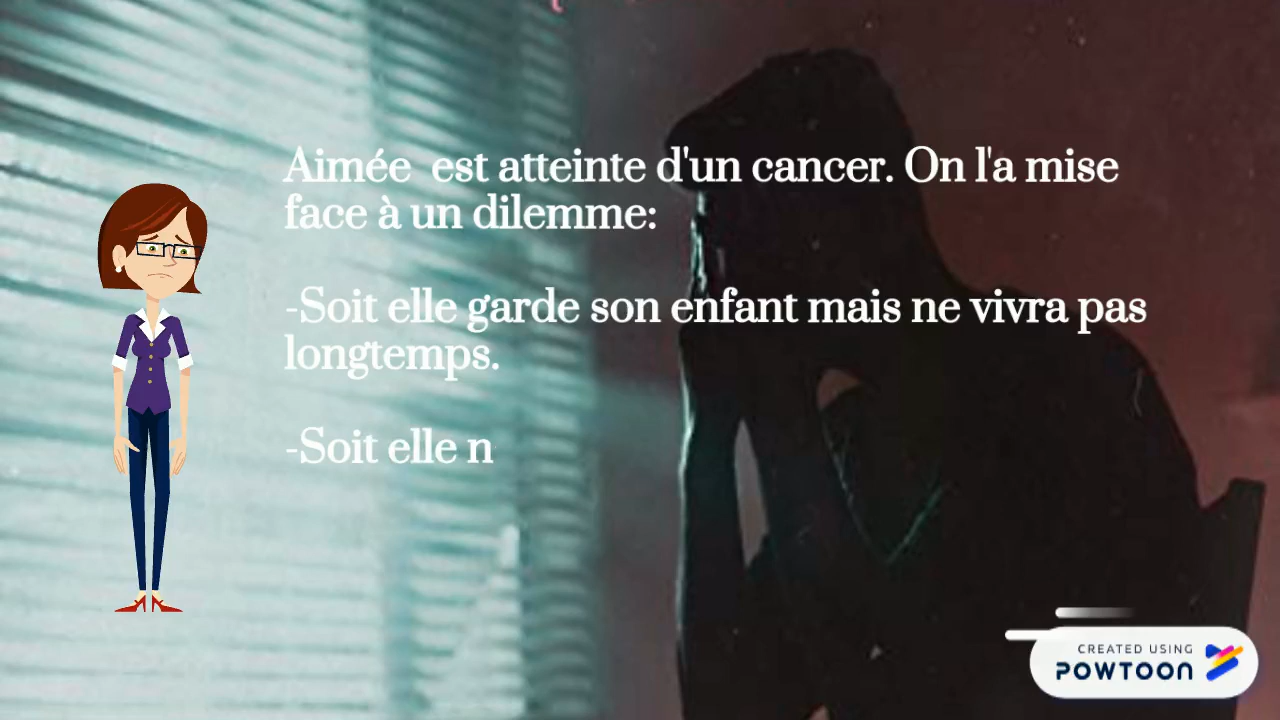 Aimée  est atteinte d'un cancer. On l'a mise
face à un dilemme:
-Soit elle garde son enfant mais ne vivra pas
longtemps.
-Soit elle n
CREATED USING
POWTOON